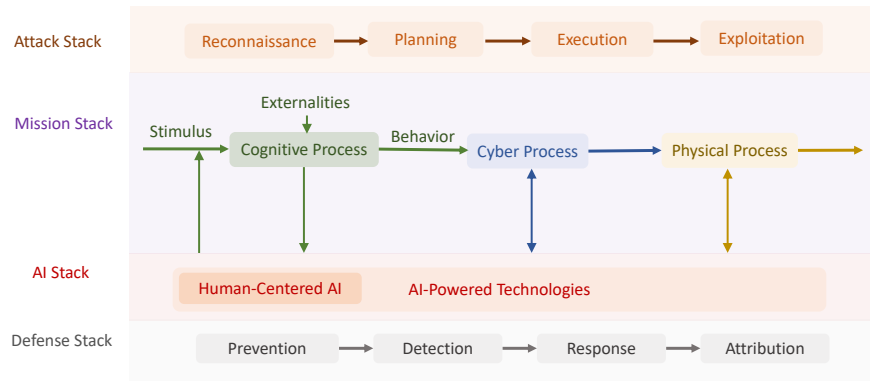 Attack Stack
Reconnaissance
Planning
Execution
Exploitation
Mission Stack
Externalities
Stimulus
Cognitive Process
Behavior
Cyber Process
Physical Process
AI Stack
Human-Centered AI
AI-Powered Technologies
Defense Stack
Prevention
Detection
Response
Attribution